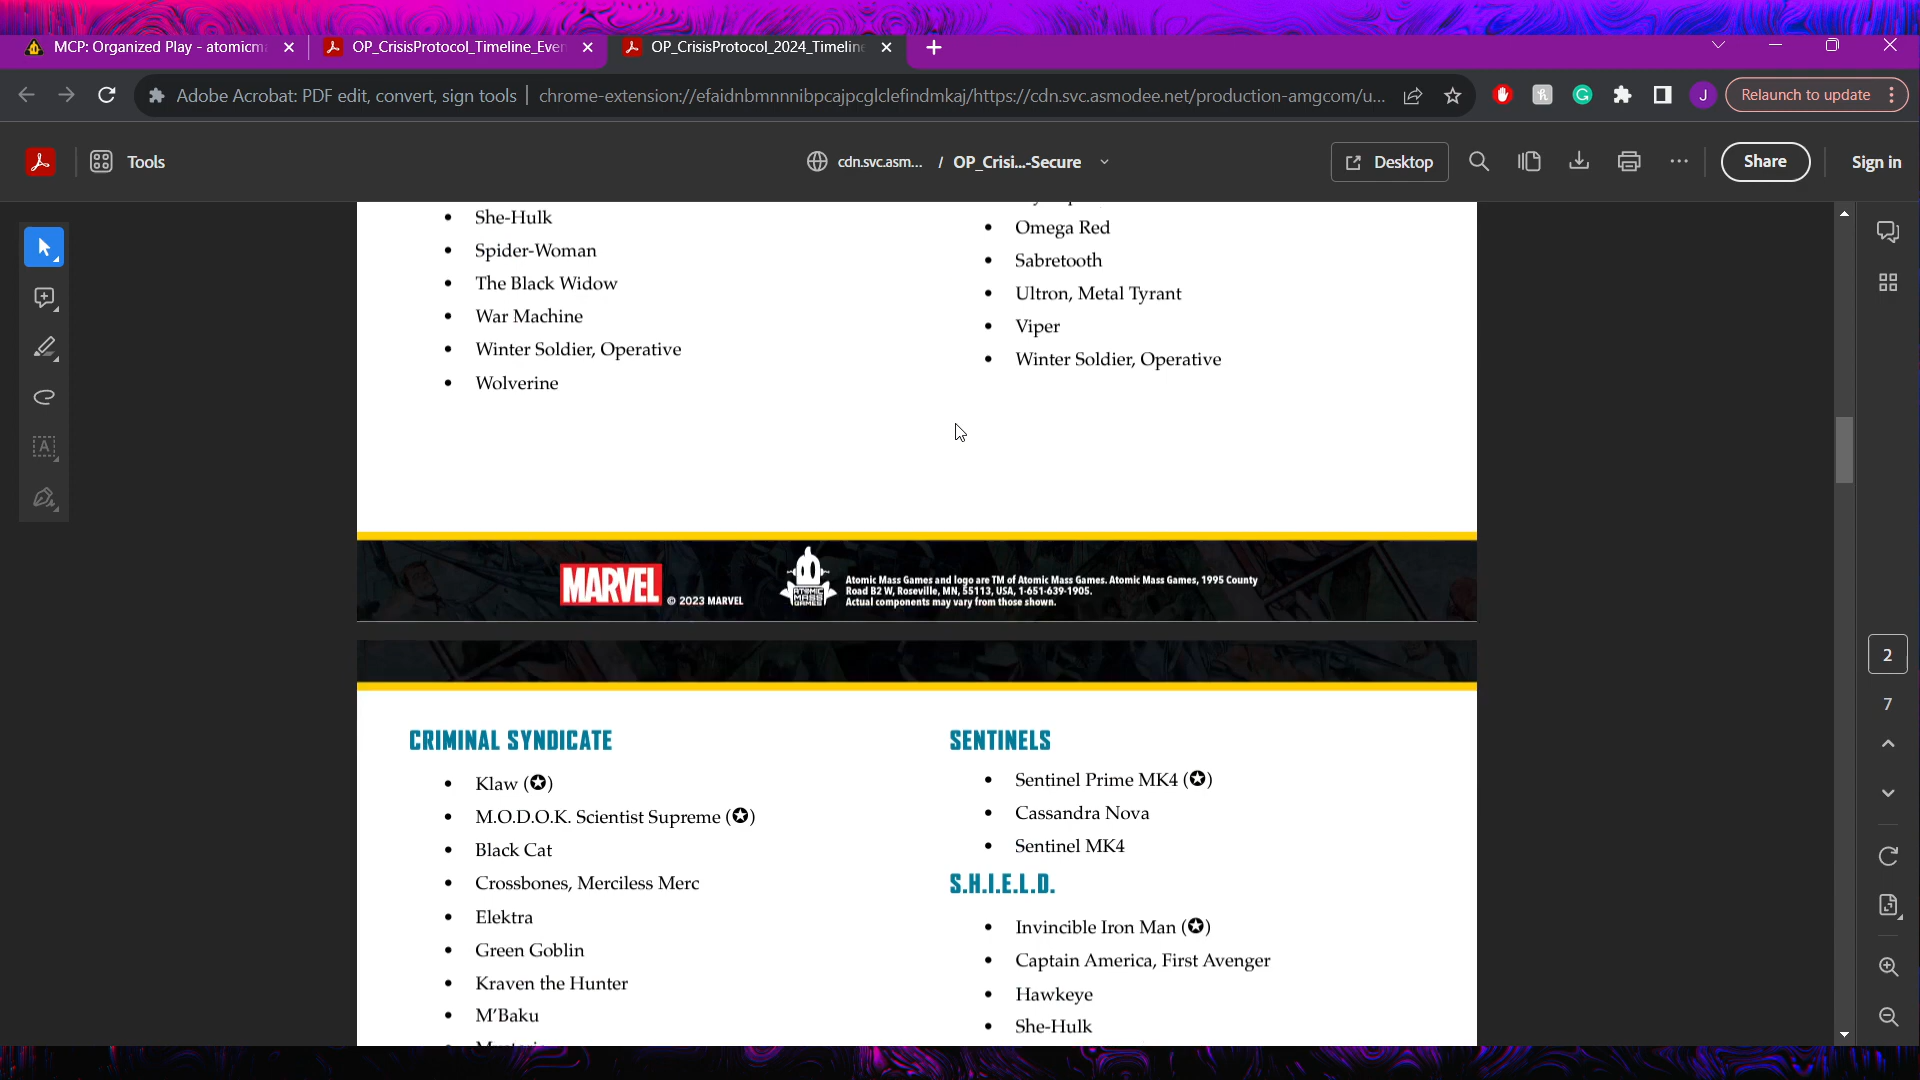 MCP: Organized Play - atomicm
OP_CrisisProtocol_Timeline_Even
OP_CrisisProtocol_2024_Timeline
Adobe Acrobat: PDF edit, convert, sign tools
chrome-extension://efaidnbmnnnibpcajpcglclefindmkaj/https://cdn.svc.asmodee.net/production-amgcom/u...
J
Relaunch to update
Tools
cdn.svc.asm... / OP_Crisi...-Secure
Desktop
Share
Sign in
• She-Hulk
• Spider-Woman
• The Black Widow
• War Machine
• Winter Soldier, Operative
• Wolverine
• Omega Red
• Sabretooth
• Ultron, Metal Tyrant
• Viper
• Winter Soldier, Operative
MARVEL © 2023 MARVEL
ATOMIC
MASS
GAMES
Atomic Mass Games and logo are TM of Atomic Mass Games. Atomic Mass Games, 1995 County
Road B2 W, Roseville, MN, 55113, USA, 1-651-639-1905.
Actual components may vary from those shown.
CRIMINAL SYNDICATE
• Klaw (✪)
• M.O.D.O.K. Scientist Supreme (✪)
• Black Cat
• Crossbones, Merciless Merc
• Elektra
• Green Goblin
• Kraven the Hunter
• M'Baku
SENTINELS
• Sentinel Prime MK4 (✪)
• Cassandra Nova
• Sentinel MK4
S.H.I.E.L.D.
• Invincible Iron Man (✪)
• Captain America, First Avenger
• Hawkeye
• She-Hulk
2
7